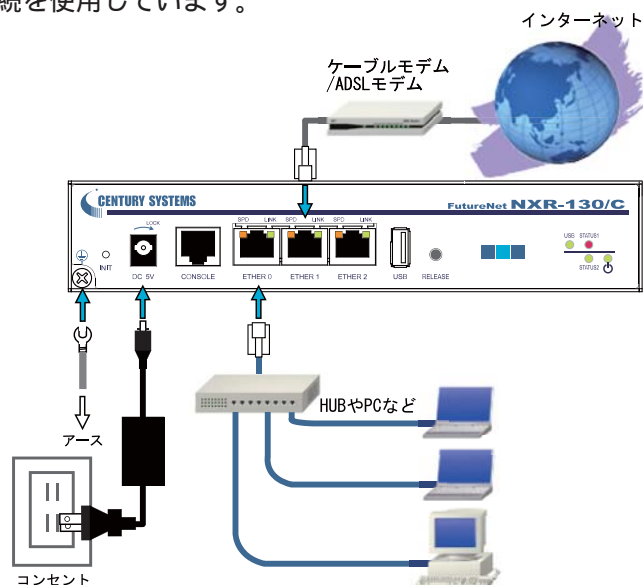 続を使用しています。
インターネット
ケーブルモデム
/ADSLモデム
CENTURY SYSTEMS
FutureNet NXR-130/C
LOCK
SPD LINK SPD LINK SPD LINK
USB STATUS1
INIT
DC 5V
CONSOLE
ETHER 0
ETHER 1
ETHER 2
USB
RELEASE
STATUS2
HUBやPCなど
アース
コンセント